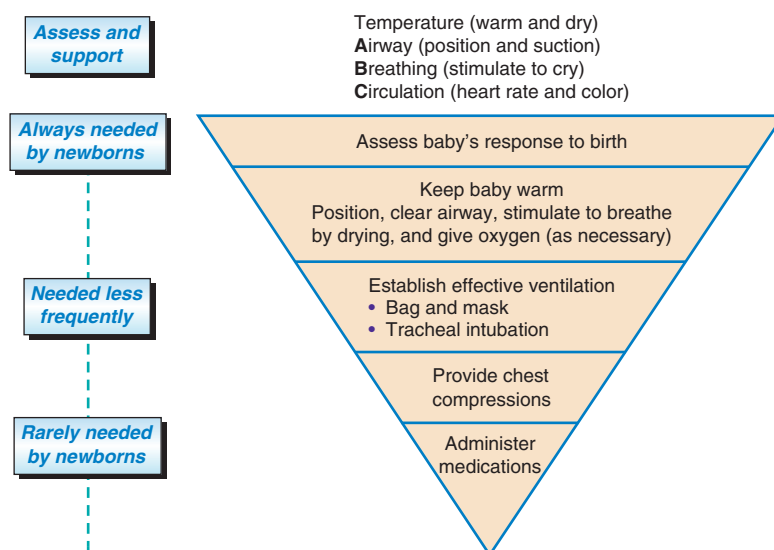 Assess and
support
Temperature (warm and dry)
Airway (position and suction)
Breathing (stimulate to cry)
Circulation (heart rate and color)
Always needed
by newborns
Assess baby's response to birth
Keep baby warm
Position, clear airway, stimulate to breathe
by drying, and give oxygen (as necessary)
Needed less
frequently
Establish effective ventilation
• Bag and mask
• Tracheal intubation
Provide chest
compressions
Rarely needed
by newborns
Administer
medications